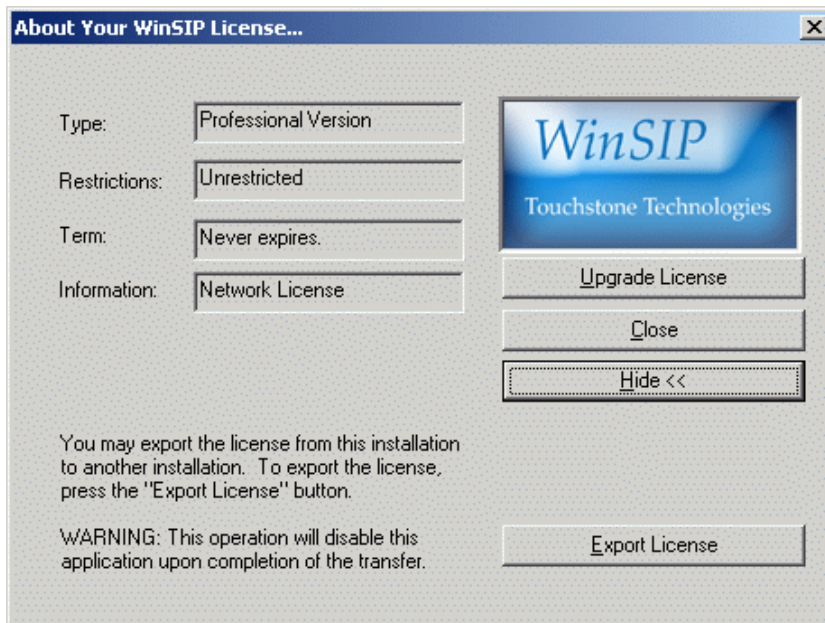 About Your WinSIP License...
Type:
Professional Version
Restrictions:
Unrestricted
Term:
Never expires.
Information:
Network License
WinSIP
Touchstone Technologies
Upgrade License
Close
Hide <<
You may export the license from this installation
to another installation.  To export the license,
press the "Export License" button.
WARNING: This operation will disable this
application upon completion of the transfer.
Export License